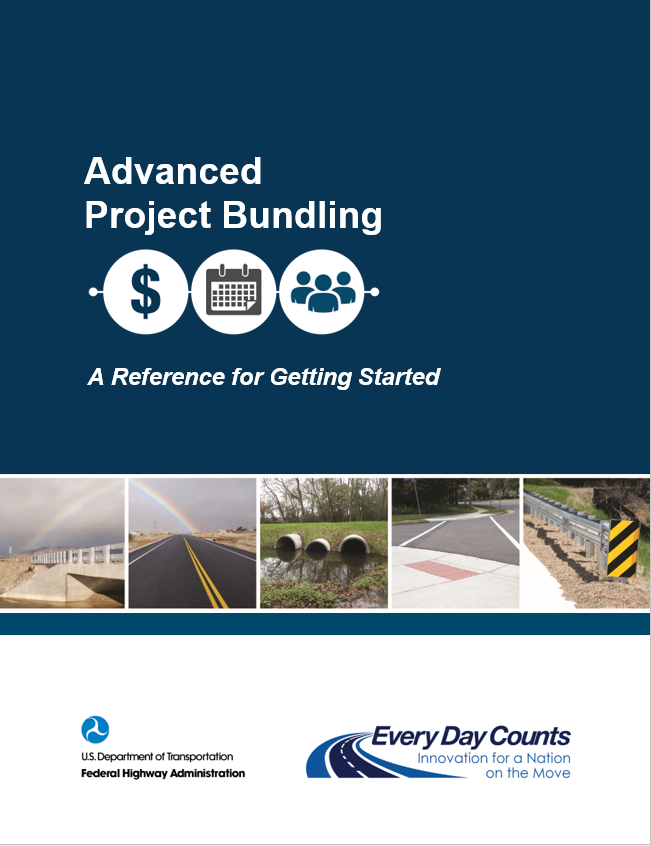 Advanced
Project Bundling
$
A Reference for Getting Started
U.S. Department of Transportation
Federal Highway Administration
Every Day Counts
Innovation for a Nation
on the Move